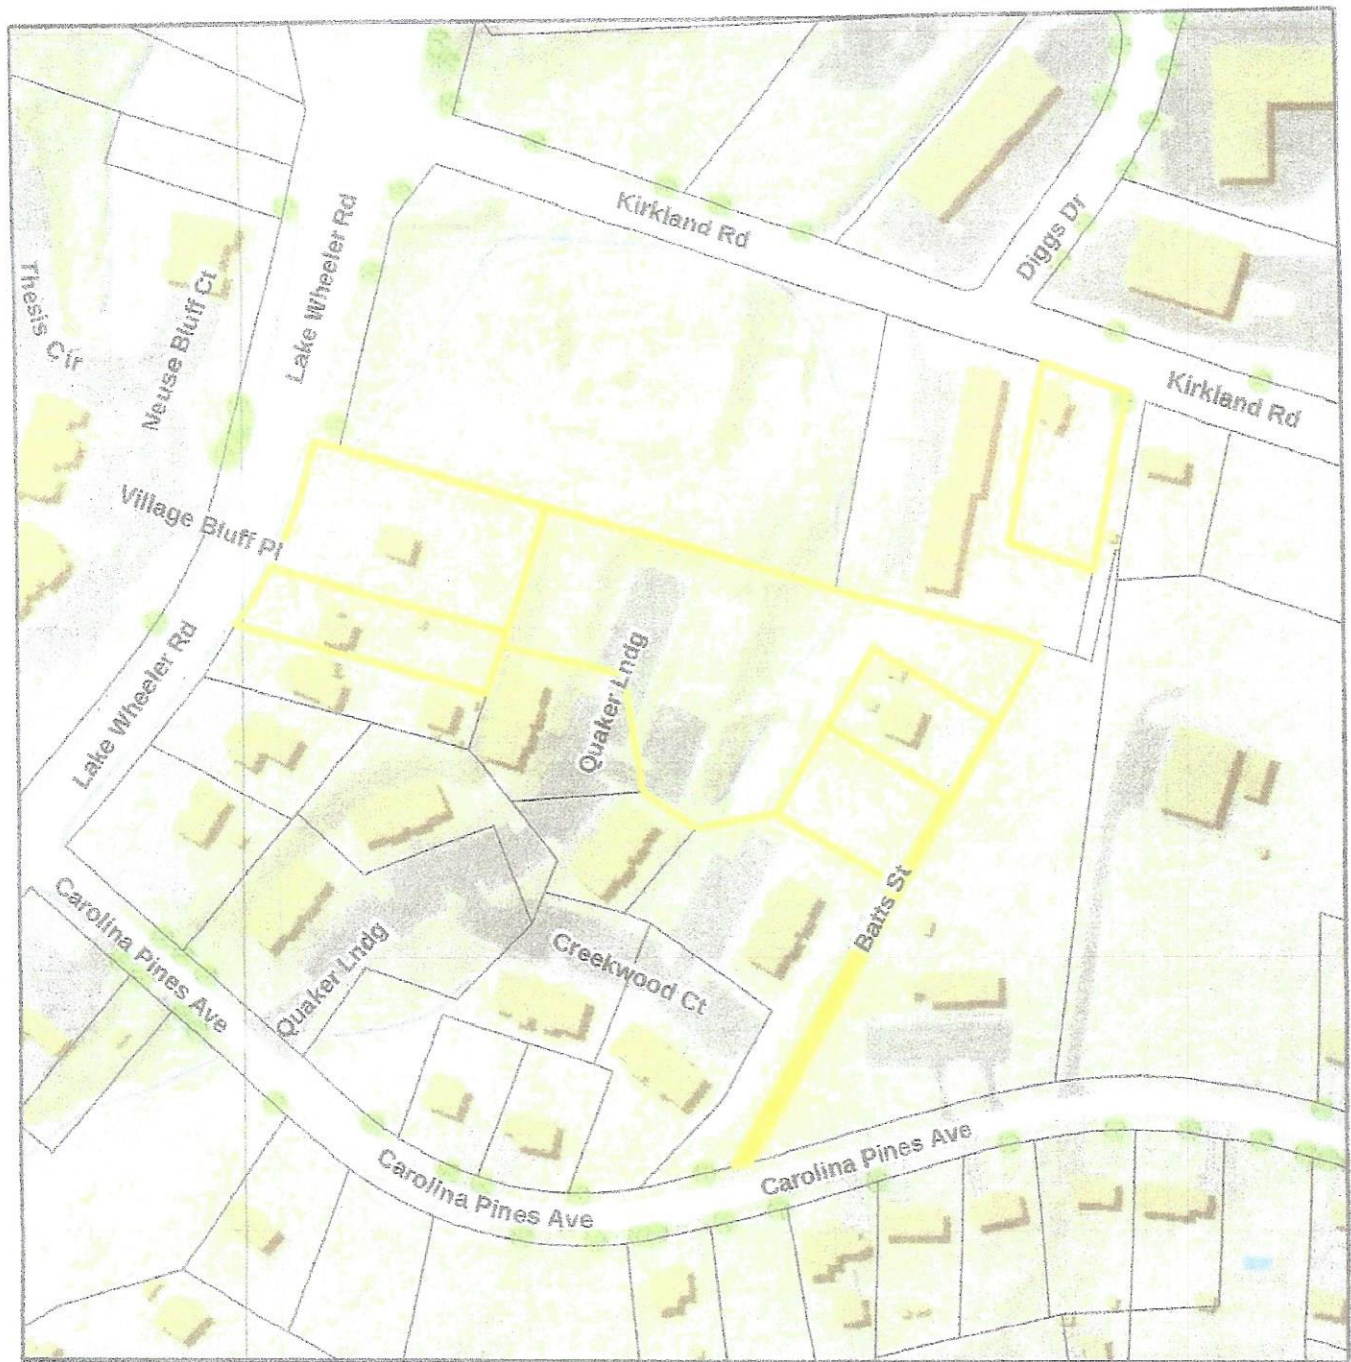 Kirkland Rd
Diggs Dr
Lake Wheeler Rd
Thesis Cir
Neuse Bluff Ct
Kirkland Rd
Village Bluff Pl
Lake Wheeler Rd
Quaker Lndg
Batts St
Carolina Pines Ave
Quaker Lndg
Creekwood Ct
Carolina Pines Ave
Carolina Pines Ave